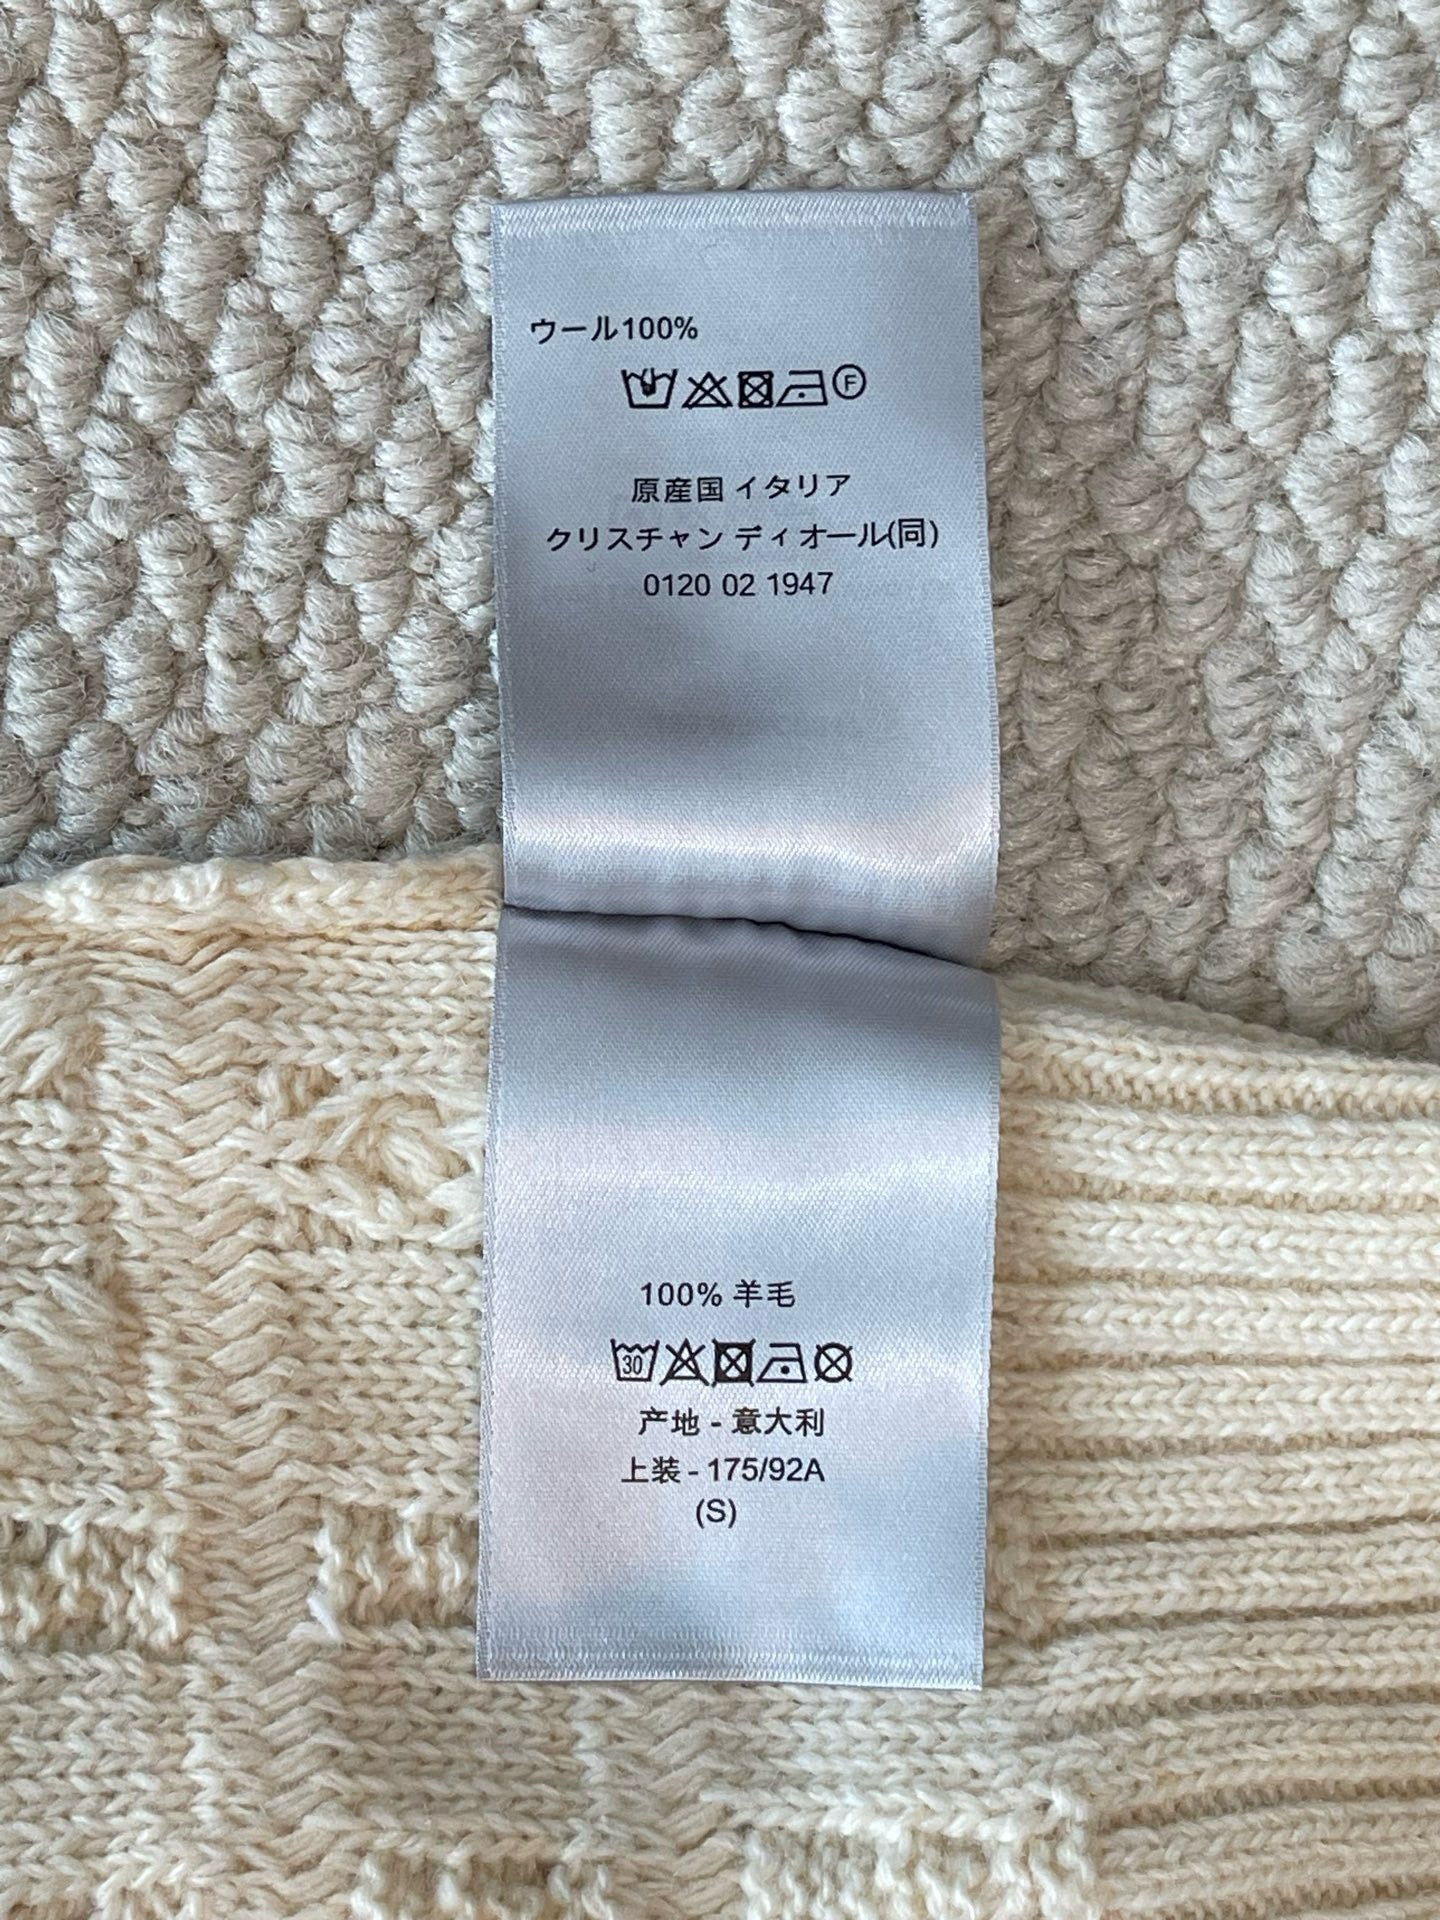 ウール100%
F
原産国 イタリア
クリスチャン ディオール(同)
0120 02 1947
100% 羊毛
30
产地 - 意大利
上装 - 175/92A
(S)